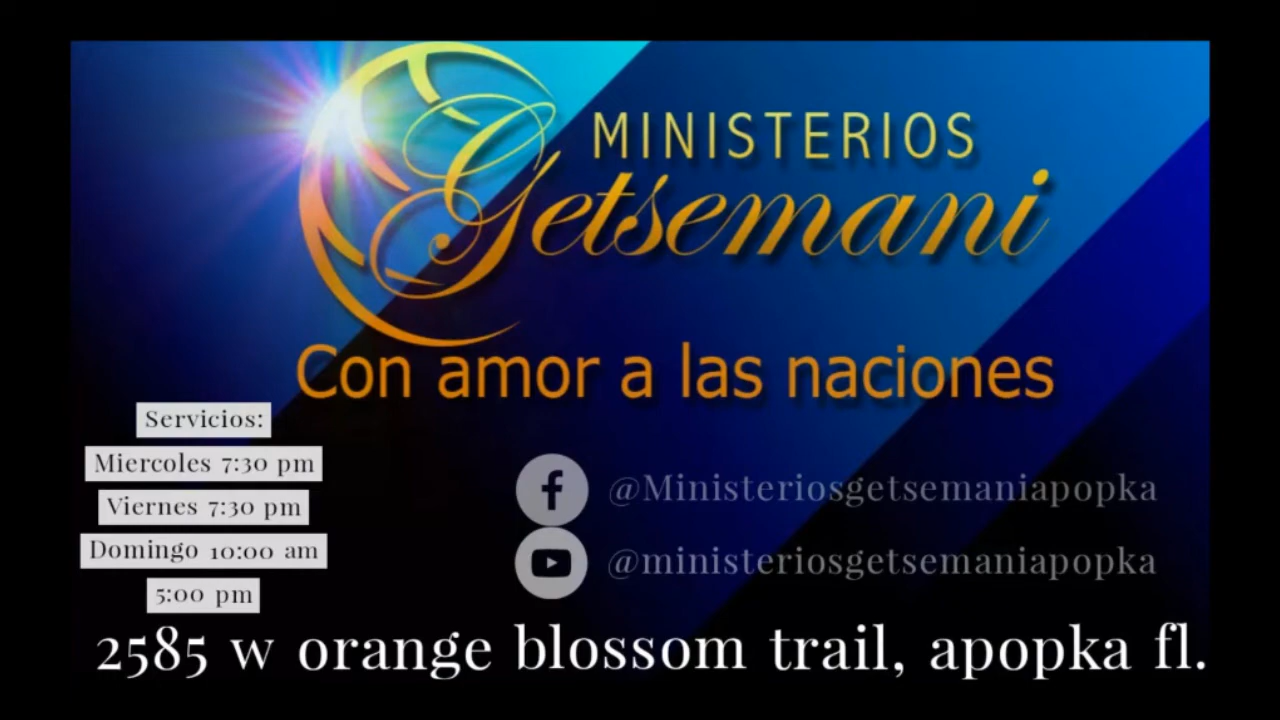 MINISTERIOS
Getsemani
Con amor a las naciones
Servicios:
Miercoles 7:30 pm
Viernes 7:30 pm
Domingo 10:00 am
5:00 pm
@Ministeriosgetsemaniapopka
@ministeriosgetsemaniapopka
2585 w orange blossom trail, apopka fl.